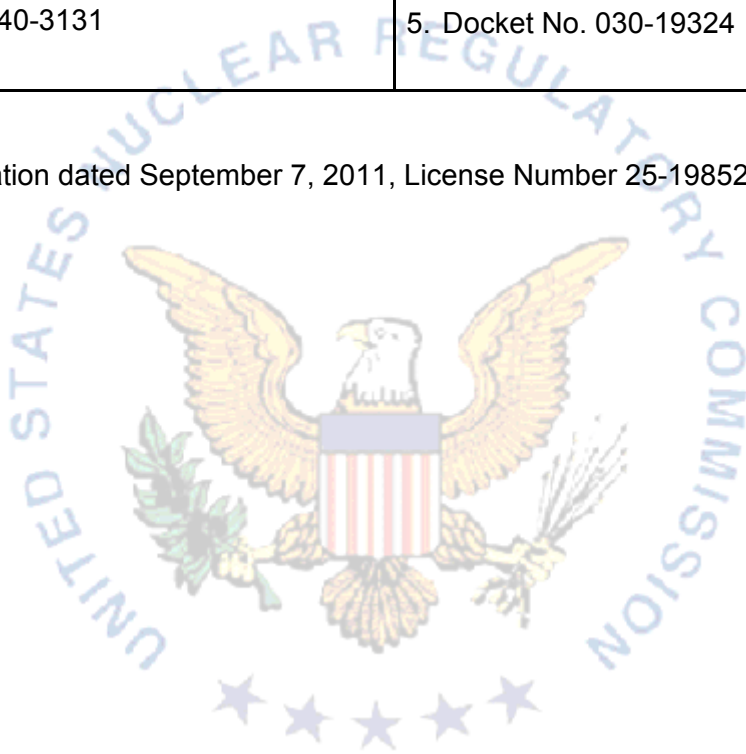 40-3131
5. Docket No. 030-19324
ation dated September 7, 2011, License Number 25-19852
UNITED STATES NUCLEAR REGULATORY COMMISSION